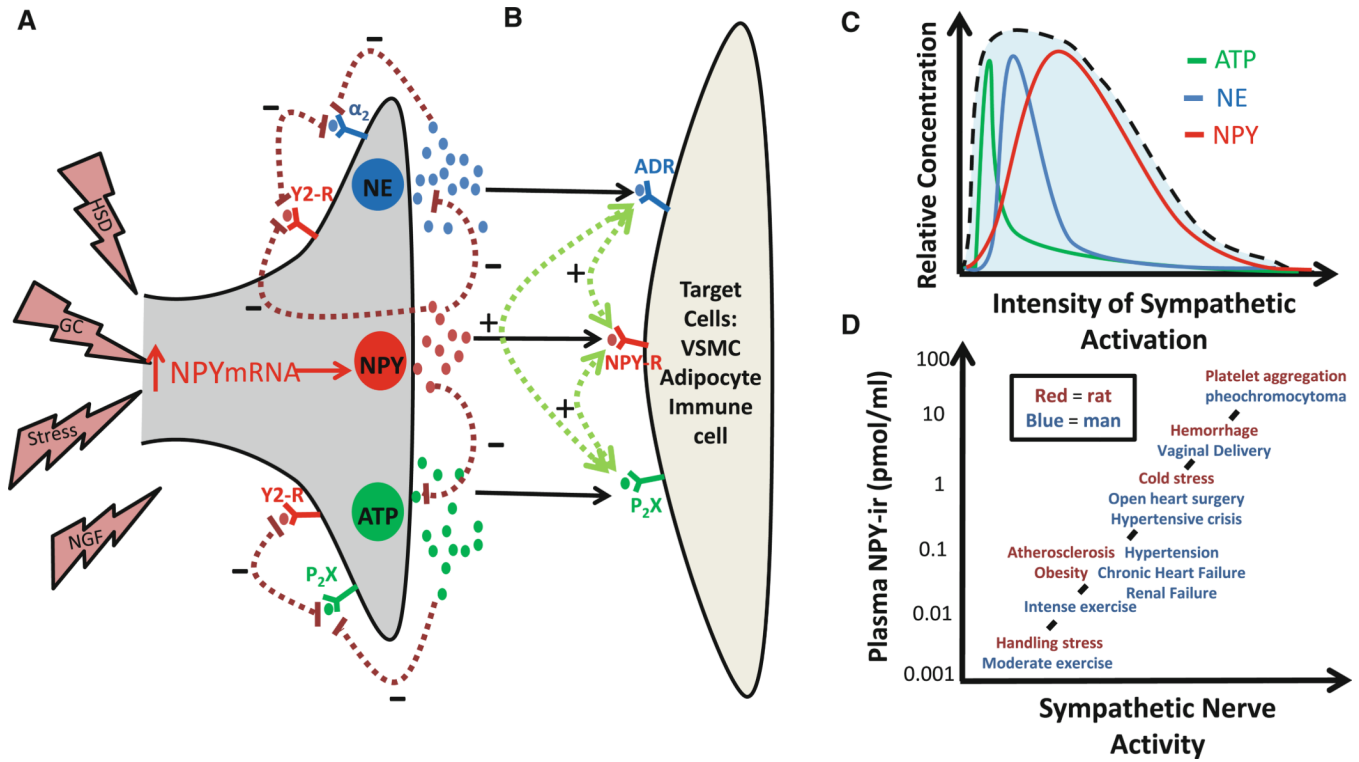 A
HSD
GC
Stress
NGF
↑ NPYmRNA
α2
Y2-R
NE
NPY
ATP
Y2-R
P2X
−
−
−
−
−
−
−
B
ADR
+
+
NPY-R
+
P2X
Target
Cells:
VSMC
Adipocyte
Immune
cell
C
Relative Concentration
ATP
NE
NPY
Intensity of Sympathetic
Activation
D
Plasma NPY-ir (pmol/ml)
100
10
1
0.1
0.01
0.001
Red = rat
Blue = man
Platelet aggregation
pheochromocytoma
Hemorrhage
Vaginal Delivery
Cold stress
Open heart surgery
Hypertensive crisis
Atherosclerosis Hypertension
Obesity Chronic Heart Failure
Renal Failure
Intense exercise
Handling stress
Moderate exercise
Sympathetic Nerve
Activity